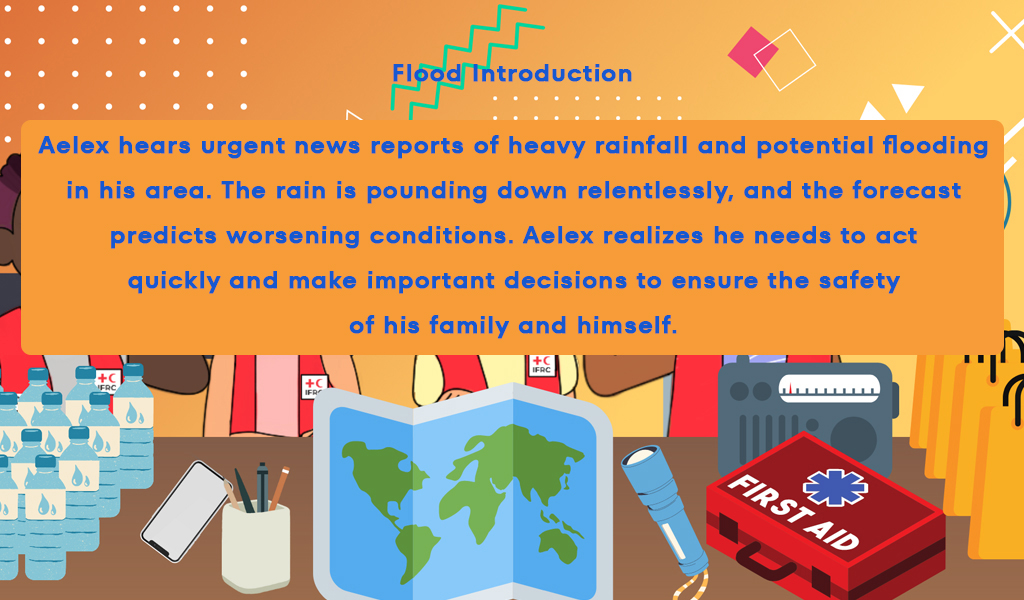 Flood Introduction
Aelex hears urgent news reports of heavy rainfall and potential flooding
in his area. The rain is pounding down relentlessly, and the forecast
predicts worsening conditions. Aelex realizes he needs to act
quickly and make important decisions to ensure the safety
of his family and himself.
IFRC
IFRC
IFRC
FIRST AID